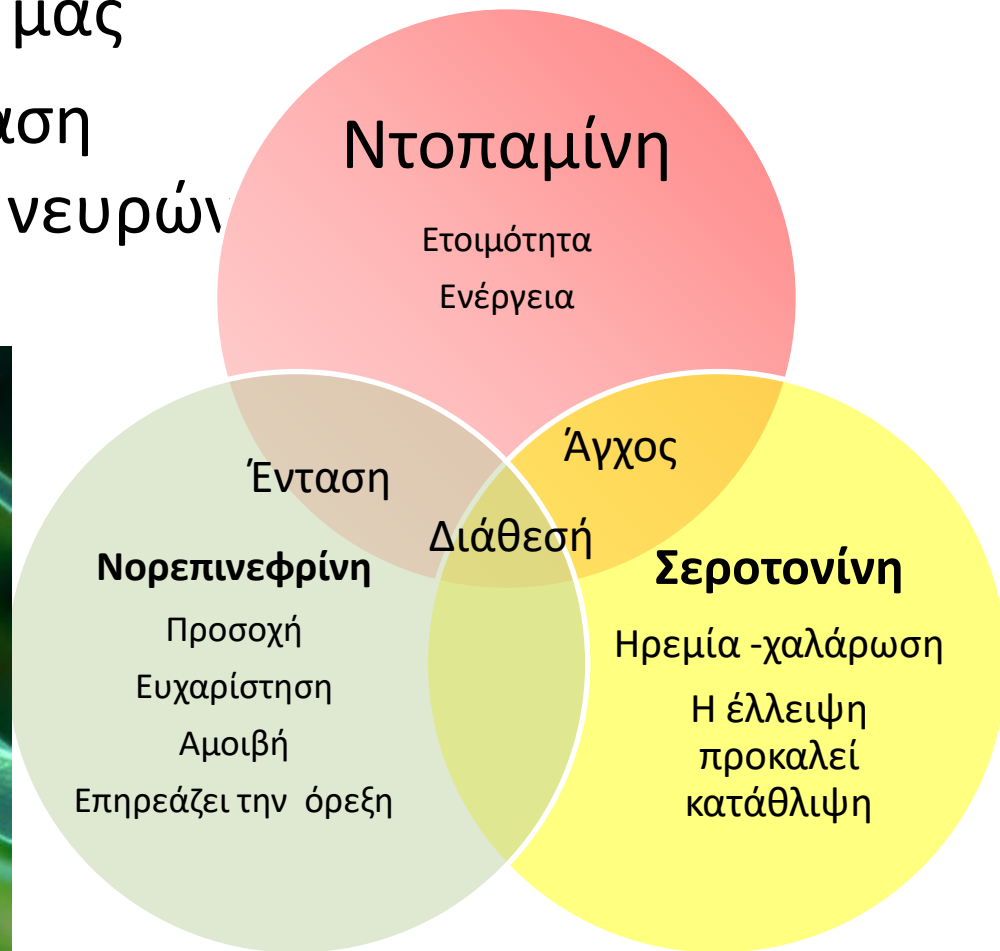 μας
αση
νευρών
Ντοπαμίνη
Ετοιμότητα
Ενέργεια
Ένταση
Άγχος
Διάθεσή
Νορεπινεφρίνη
Προσοχή
Ευχαρίστηση
Αμοιβή
Επηρεάζει την όρεξη
Σεροτονίνη
Ηρεμία -χαλάρωση
Η έλλειψη
προκαλεί
κατάθλιψη